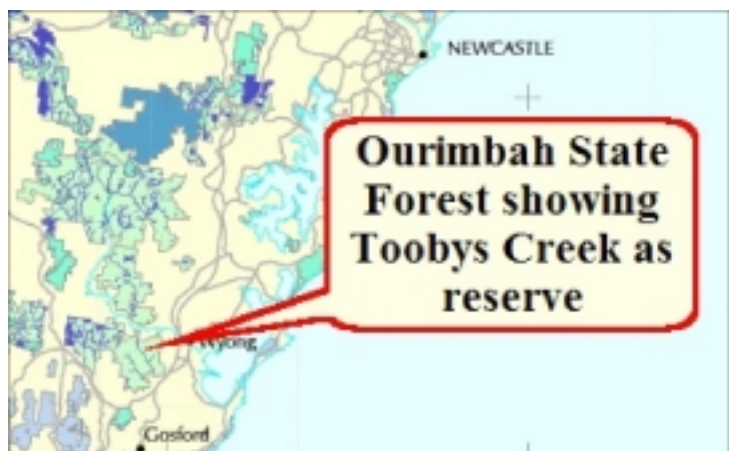 NEWCASTLE
Ourimbah State
Forest showing
Toobys Creek as
reserve
Wyong
Gosford